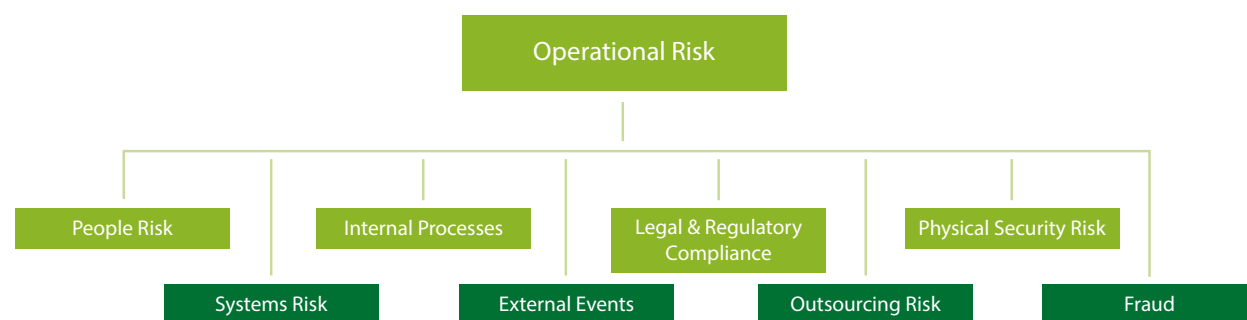 Operational Risk
People Risk
Internal Processes
Legal & Regulatory
Compliance
Physical Security Risk
Systems Risk
External Events
Outsourcing Risk
Fraud